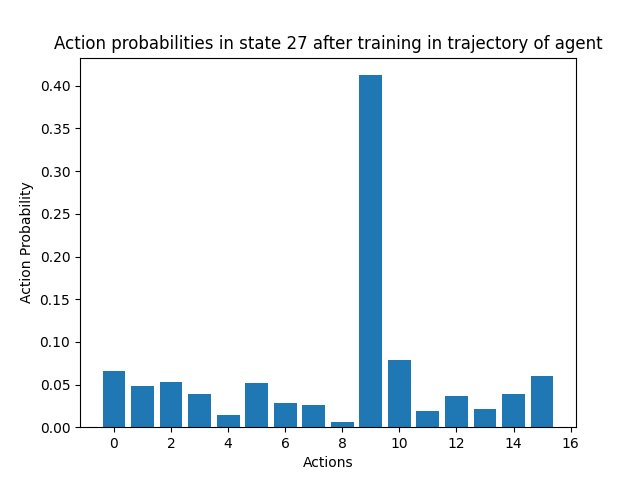 Action probabilities in state 27 after training in trajectory of agent
0.40
0.35
0.30
0.25
0.20
0.15
0.10
0.05
0.00
Action Probability
0 2 4 6 8 10 12 14 16
Actions